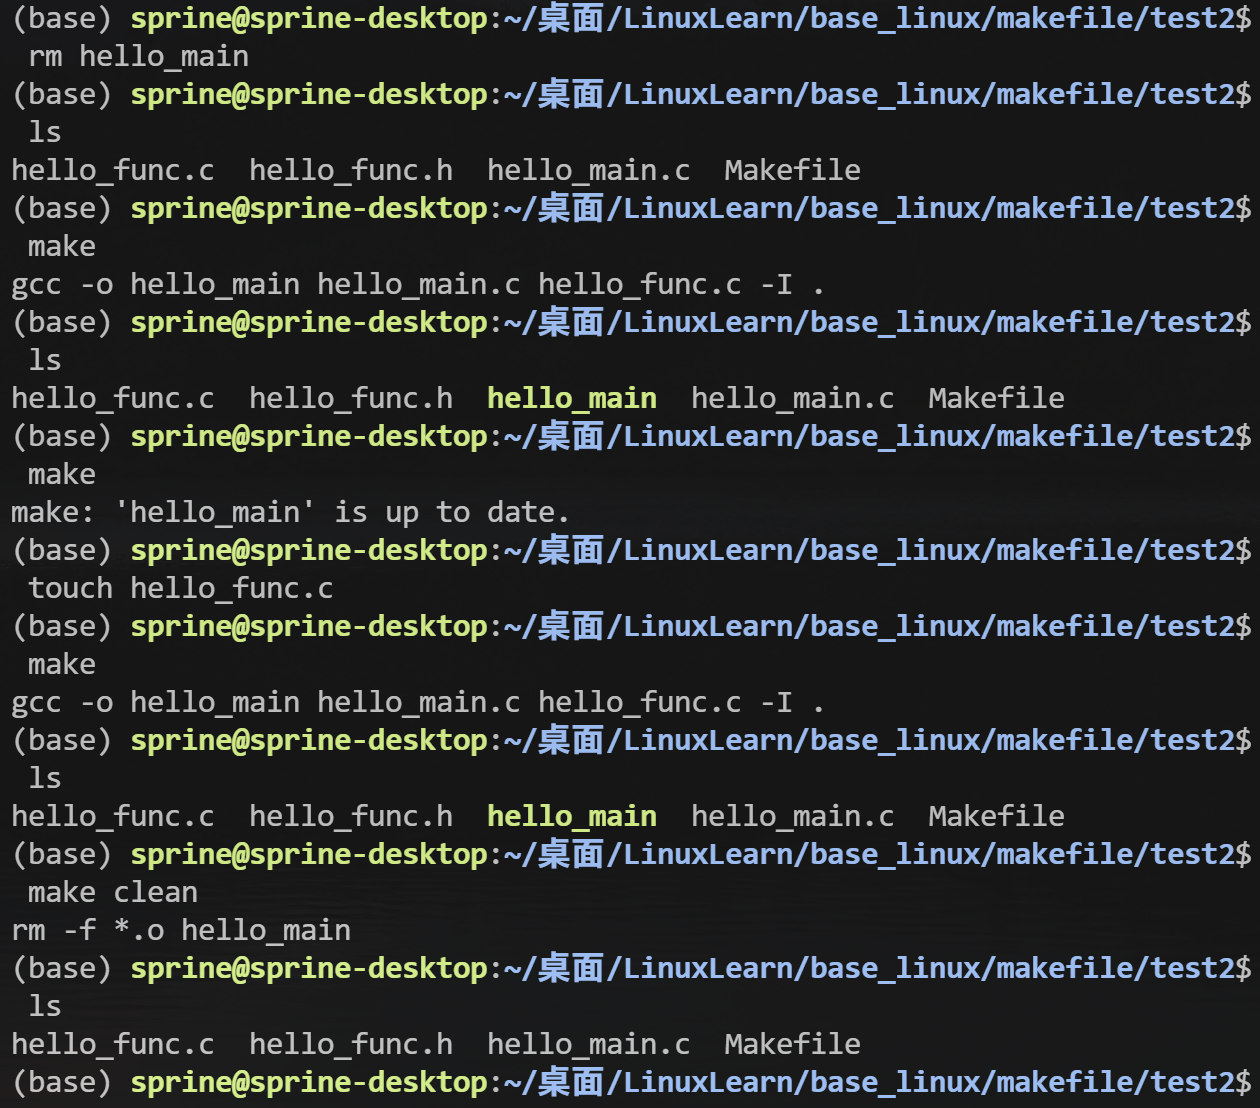 (base) sprine@sprine-desktop:~/桌面/LinuxLearn/base_linux/makefile/test2$
rm hello_main
(base) sprine@sprine-desktop:~/桌面/LinuxLearn/base_linux/makefile/test2$
ls
hello_func.c  hello_func.h  hello_main.c  Makefile
(base) sprine@sprine-desktop:~/桌面/LinuxLearn/base_linux/makefile/test2$
make
gcc -o hello_main hello_main.c hello_func.c -I .
(base) sprine@sprine-desktop:~/桌面/LinuxLearn/base_linux/makefile/test2$
ls
hello_func.c  hello_func.h  hello_main  hello_main.c  Makefile
(base) sprine@sprine-desktop:~/桌面/LinuxLearn/base_linux/makefile/test2$
make
make: 'hello_main' is up to date.
(base) sprine@sprine-desktop:~/桌面/LinuxLearn/base_linux/makefile/test2$
touch hello_func.c
(base) sprine@sprine-desktop:~/桌面/LinuxLearn/base_linux/makefile/test2$
make
gcc -o hello_main hello_main.c hello_func.c -I .
(base) sprine@sprine-desktop:~/桌面/LinuxLearn/base_linux/makefile/test2$
ls
hello_func.c  hello_func.h  hello_main  hello_main.c  Makefile
(base) sprine@sprine-desktop:~/桌面/LinuxLearn/base_linux/makefile/test2$
make clean
rm -f *.o hello_main
(base) sprine@sprine-desktop:~/桌面/LinuxLearn/base_linux/makefile/test2$
ls
hello_func.c  hello_func.h  hello_main.c  Makefile
(base) sprine@sprine-desktop:~/桌面/LinuxLearn/base_linux/makefile/test2$